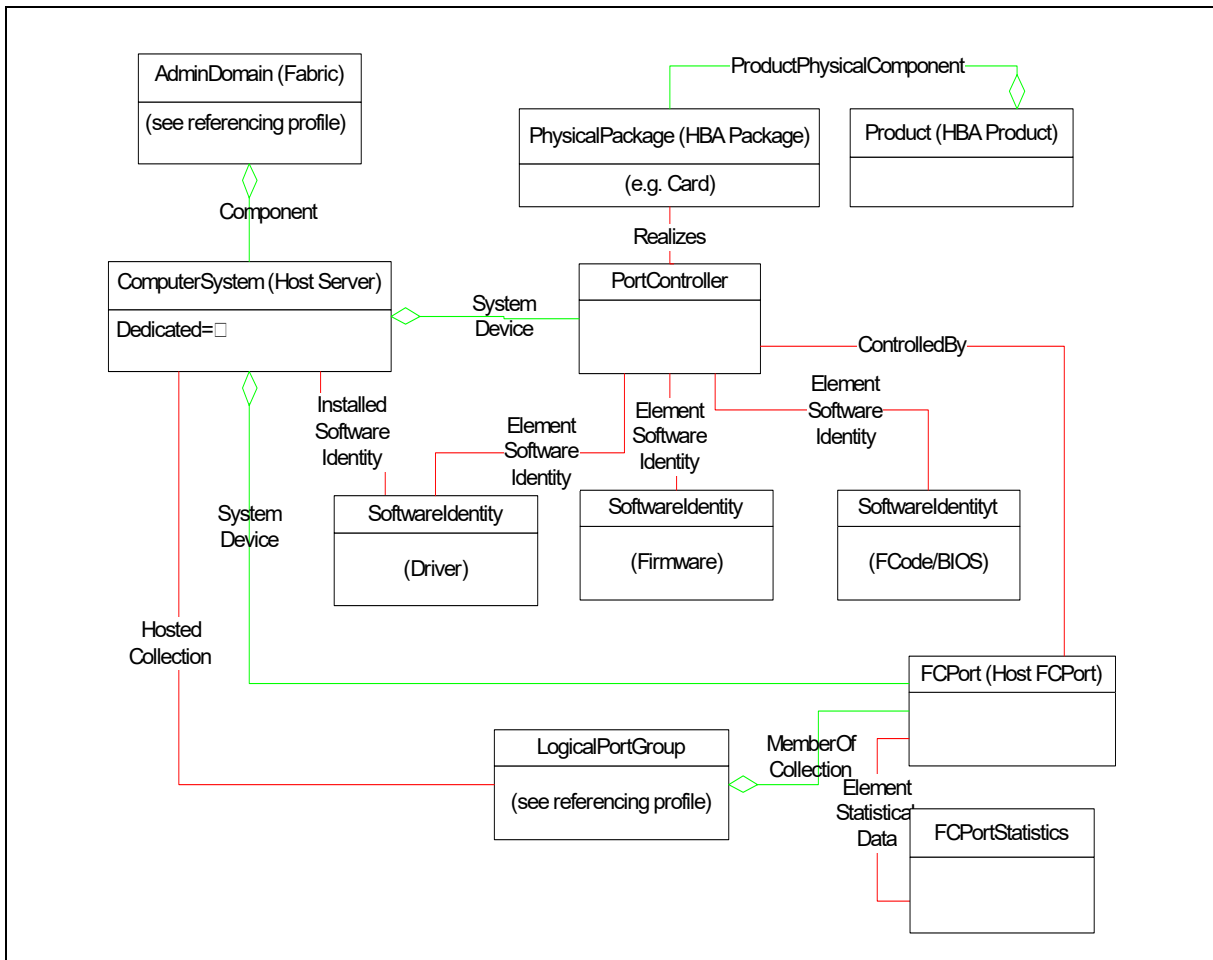 AdminDomain (Fabric)
(see referencing profile)
ProductPhysicalComponent
PhysicalPackage (HBA Package)
(e.g. Card)
Product (HBA Product)
Component
Realizes
ComputerSystem (Host Server)
Dedicated=□
System
Device
PortController
ControlledBy
Installed
Software
Identity
Element
Software
Identity
Element
Software
Identity
Element
Software
Identity
SoftwareIdentity
(Driver)
SoftwareIdentity
(Firmware)
SoftwareIdentityt
(FCode/BIOS)
System
Device
Hosted
Collection
FCPort (Host FCPort)
LogicalPortGroup
(see referencing profile)
MemberOf
Collection
Element
Statistical
Data
FCPortStatistics